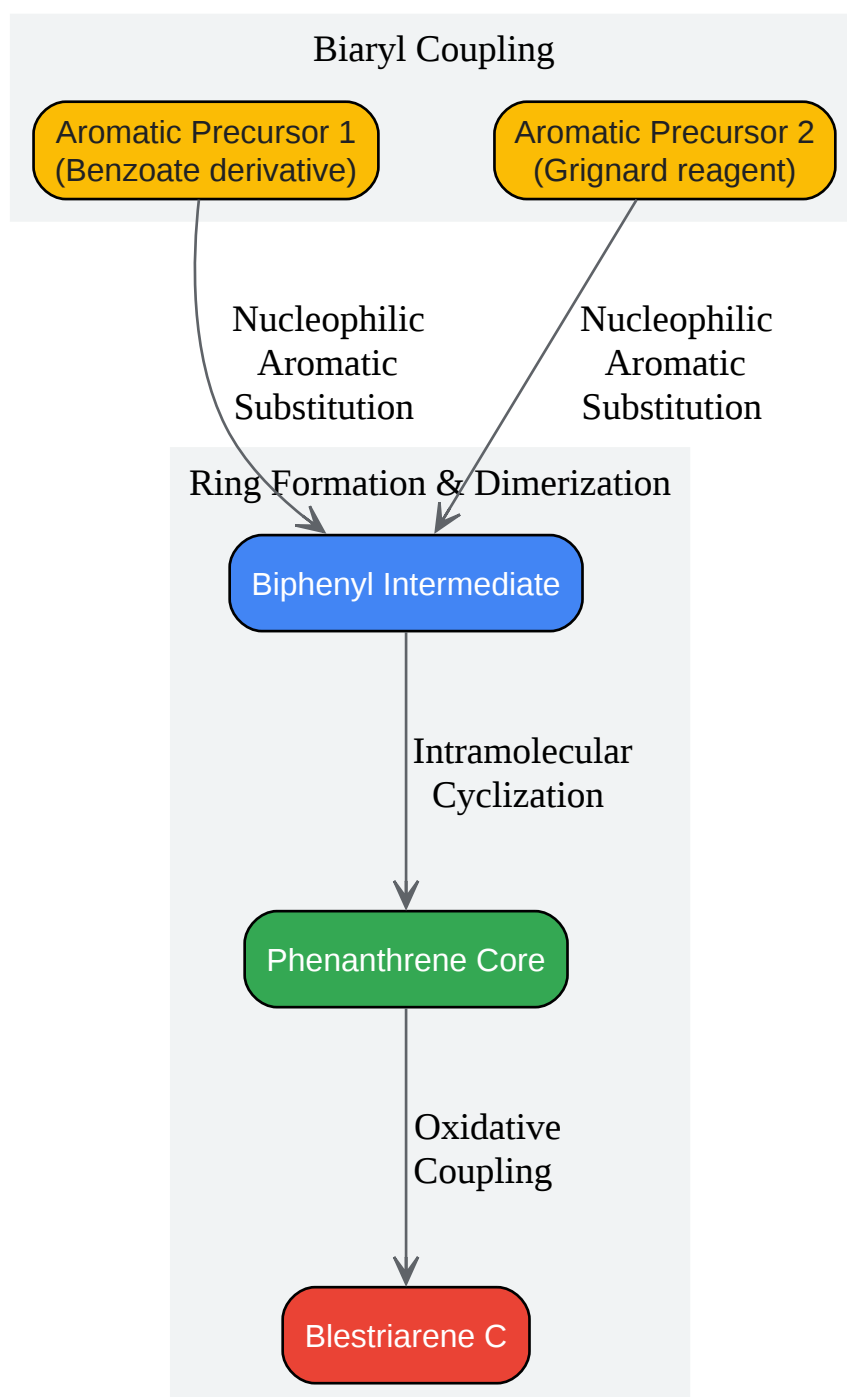 Biaryl Coupling
Aromatic Precursor 1
(Benzoate derivative)
Aromatic Precursor 2
(Grignard reagent)
Nucleophilic
Aromatic
Substitution
Nucleophilic
Aromatic
Substitution
Ring Formation & Dimerization
Biphenyl Intermediate
Intramolecular
Cyclization
Phenanthrene Core
Oxidative
Coupling
Blestriarene C